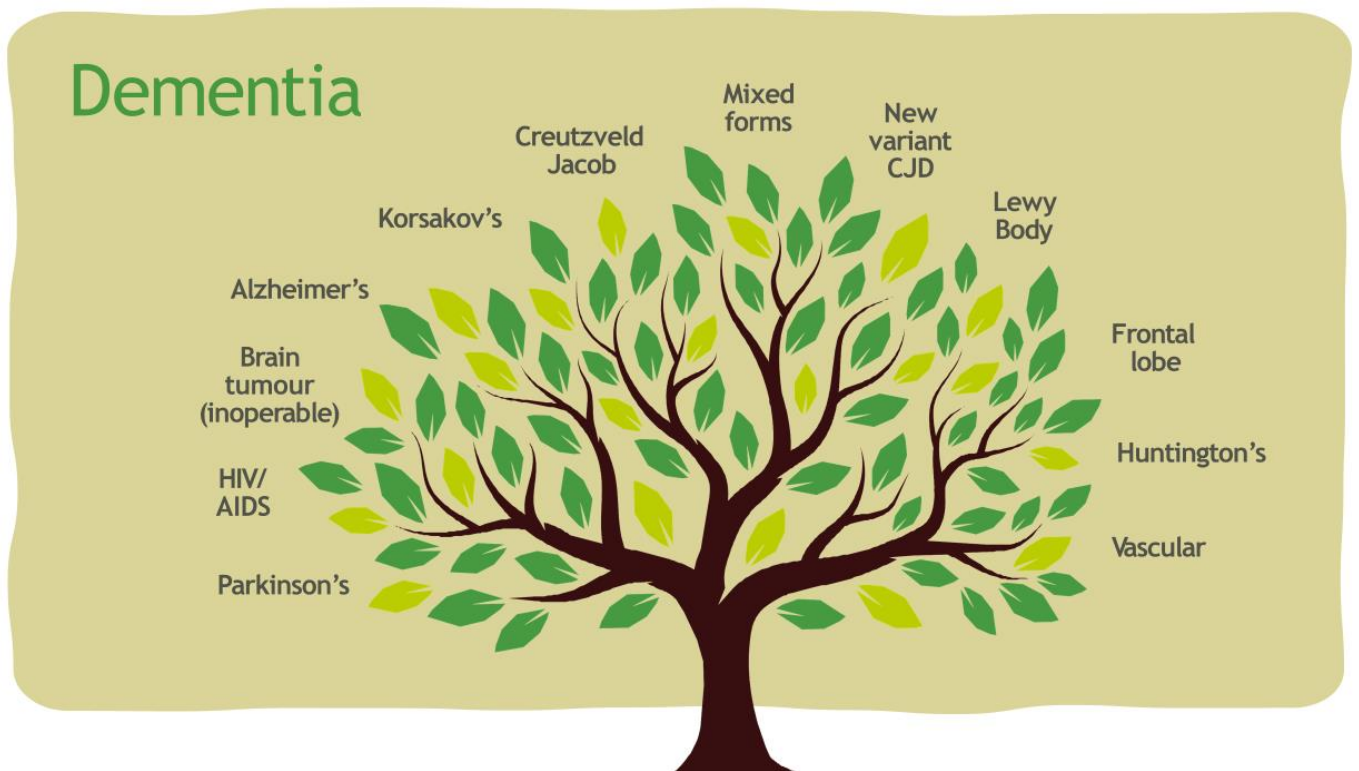 Dementia
Mixed
forms
New
variant
CJD
Creutzveld
Jacob
Lewy
Body
Korsakov’s
Alzheimer’s
Frontal
lobe
Brain
tumour
(inoperable)
Huntington’s
HIV/
AIDS
Vascular
Parkinson’s